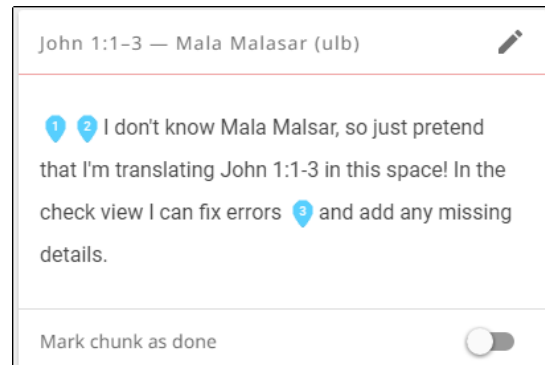 John 1:1–3 — Mala Malasar (ulb)
1 2 I don't know Mala Malsar, so just pretend
that I'm translating John 1:1-3 in this space! In the
check view I can fix errors 3 and add any missing
details.
Mark chunk as done